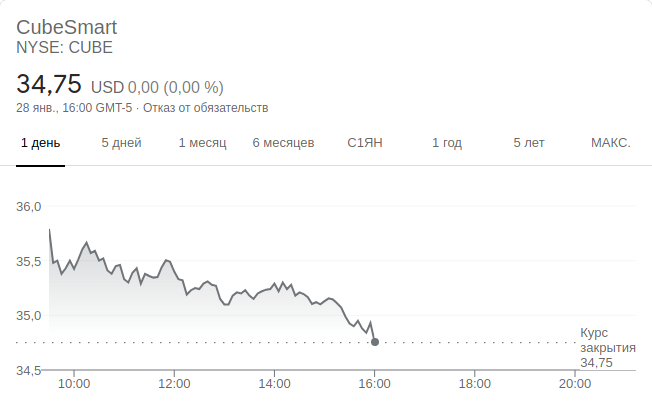 CubeSmart
NYSE: CUBE
34,75 USD 0,00 (0,00 %)
28 янв., 16:00 GMT-5 · Отказ от обязательств
1 день 5 дней 1 месяц 6 месяцев С1ЯН 1 год 5 лет МАКС.
36,0
35,5
35,0
34,5
Курс
закрытия
34,75
10:00 12:00 14:00 16:00 18:00 20:00